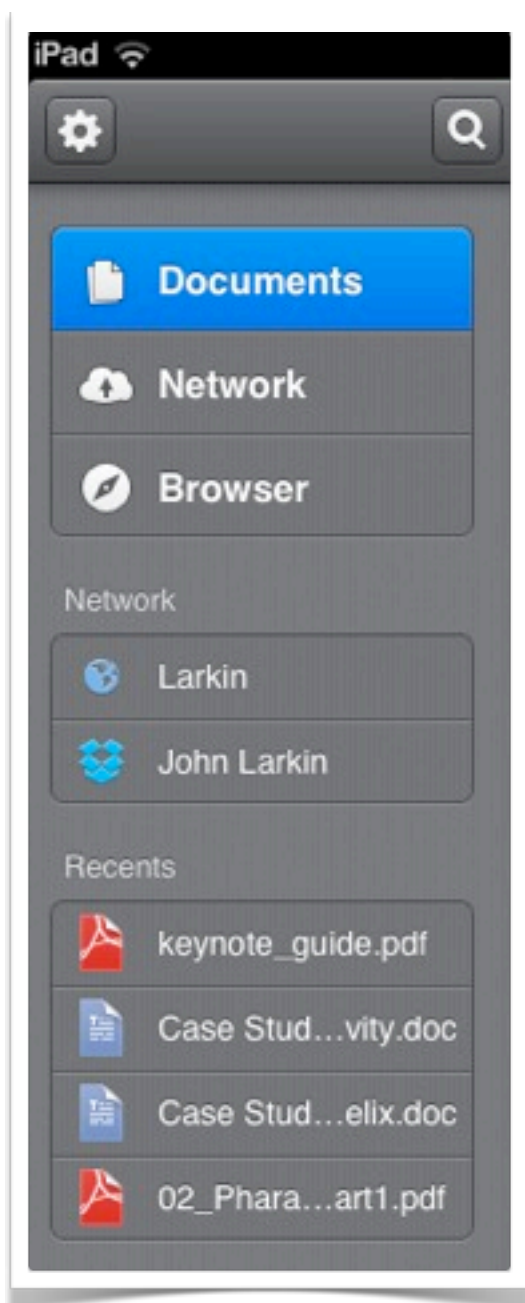 iPad
Documents
Network
Browser
Network
Larkin
John Larkin
Recents
keynote_guide.pdf
Case Stud...vity.doc
Case Stud...elix.doc
02_Phara...art1.pdf